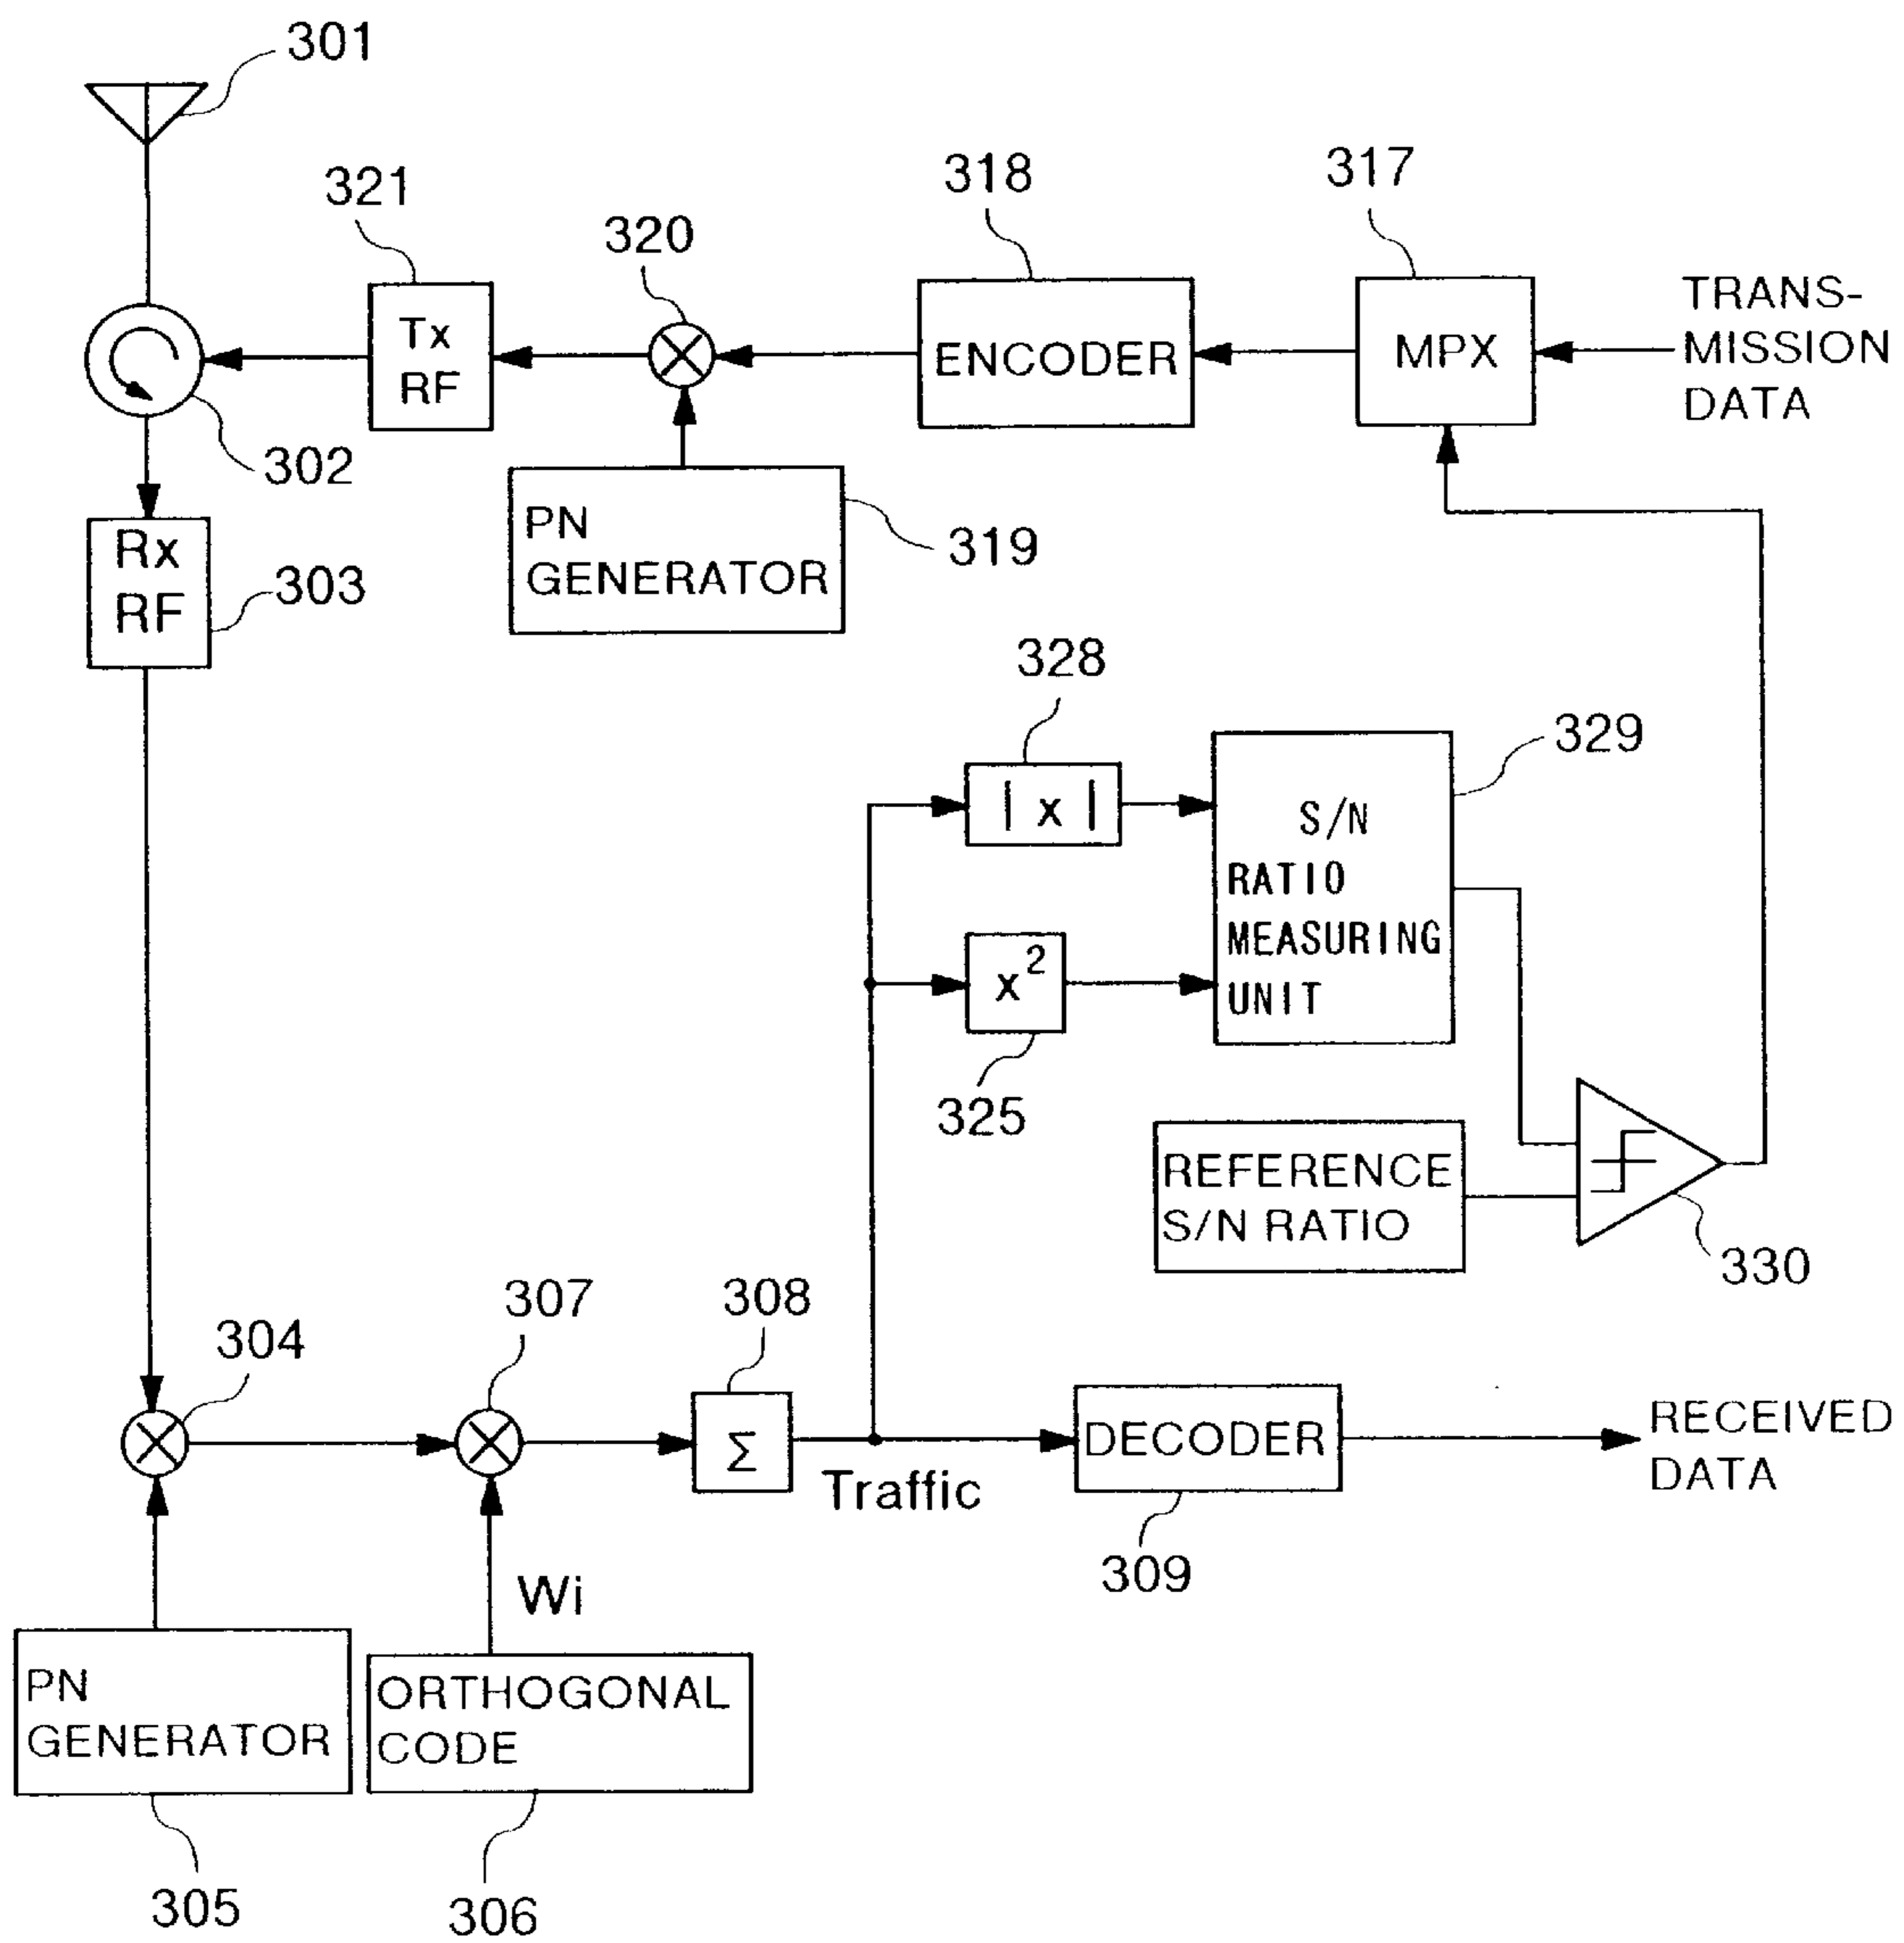 301
321
318
317
320
Tx
RF
ENCODER
MPX
TRANS-
MISSION
DATA
302
PN
GENERATOR
319
Rx
RF
303
328
329
| x |
S/N
RATIO
MEASURING
UNIT
x²
325
REFERENCE
S/N RATIO
330
304
307
308
Σ
Traffic
DECODER
RECEIVED
DATA
309
Wi
PN
GENERATOR
ORTHOGONAL
CODE
305
306